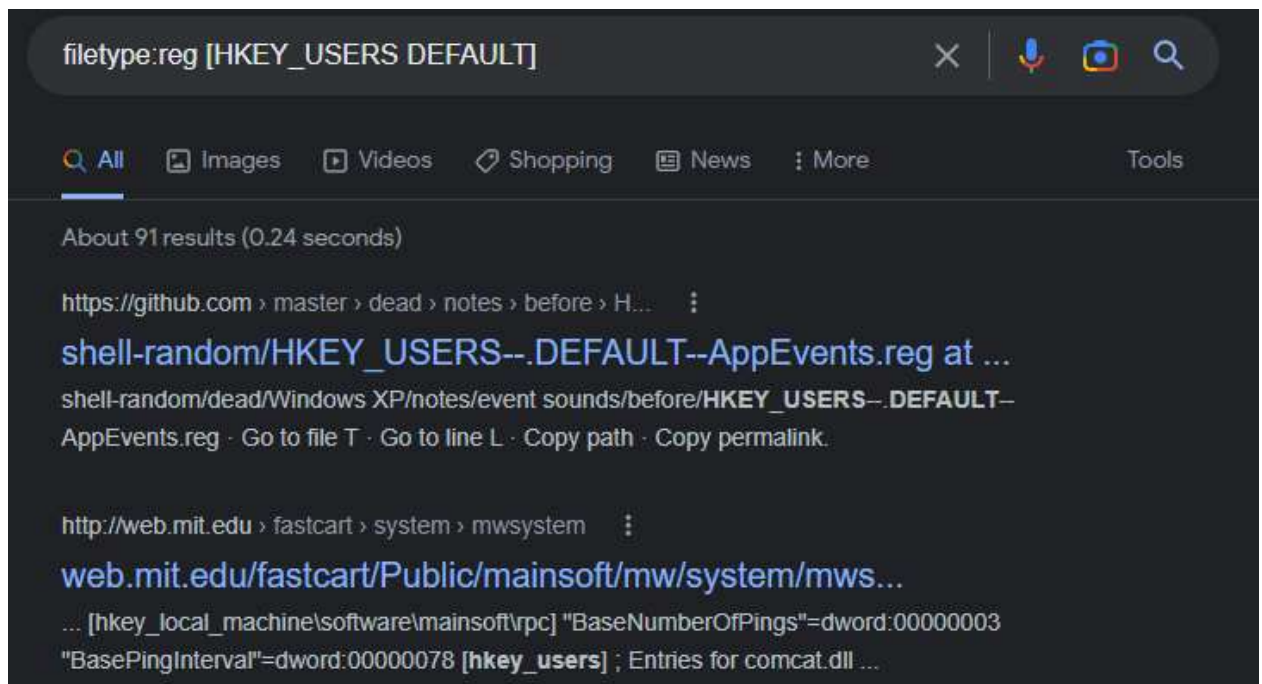 filetype:reg [HKEY_USERS DEFAULT]
All Images Videos Shopping News More Tools
About 91 results (0.24 seconds)
https://github.com › master › dead › notes › before › H...
shell-random/HKEY_USERS--.DEFAULT--AppEvents.reg at ...
shell-random/dead/Windows XP/notes/event sounds/before/HKEY_USERS--.DEFAULT--
AppEvents.reg · Go to file T · Go to line L · Copy path · Copy permalink.
http://web.mit.edu › fastcart › system › mwsystem
web.mit.edu/fastcart/Public/mainsoft/mw/system/mws...
... [hkey_local_machine\software\mainsoft\rpc] "BaseNumberOfPings"=dword:00000003
"BasePingInterval"=dword:00000078 [hkey_users] ; Entries for comcat.dll ...